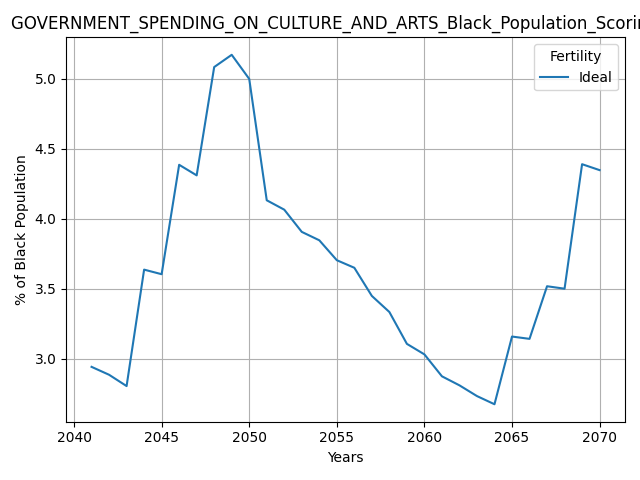 GOVERNMENT_SPENDING_ON_CULTURE_AND_ARTS_Black_Population_Scori
Fertility
Ideal
5.0
4.5
4.0
3.5
3.0
% of Black Population
2040 2045 2050 2055 2060 2065 2070
Years